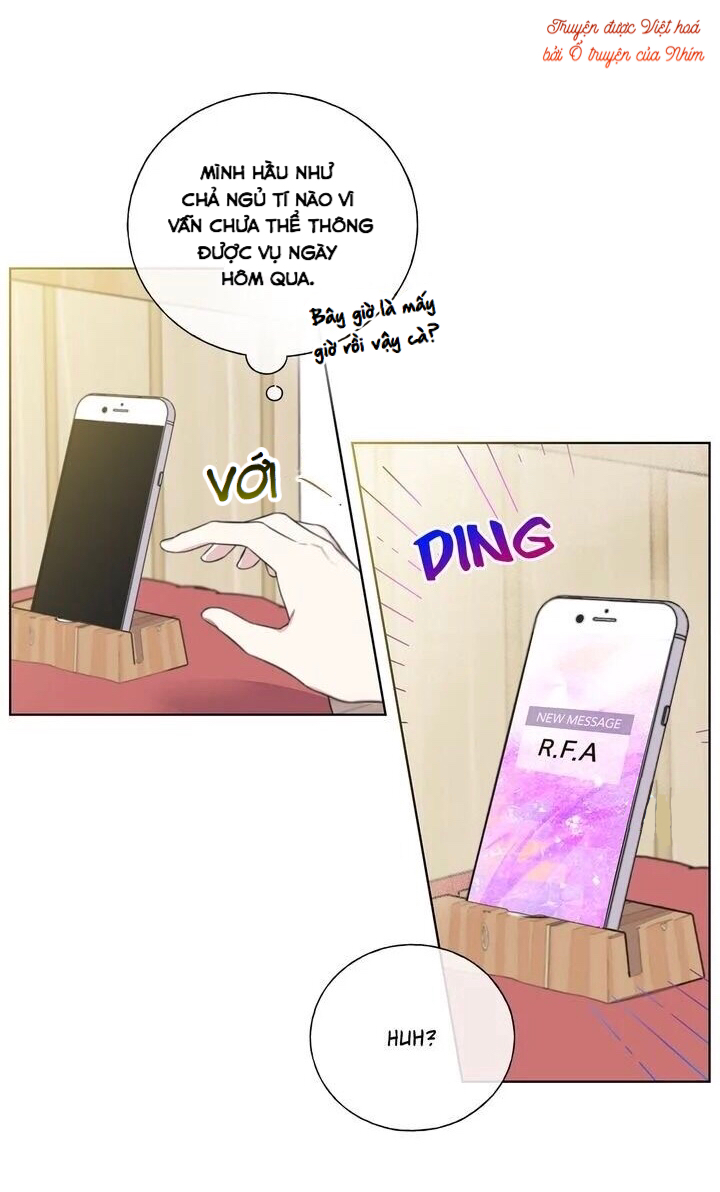 Truyện được Việt hoá
bởi Ổ truyện của Nhím
MÌNH HẦU NHƯ
CHẢ NGỦ TÍ NÀO VÌ
VẪN CHƯA THỂ THÔNG
ĐƯỢC VỤ NGÀY
HÔM QUA.
Bây giờ là mấy
giờ rồi vậy cà?
VỚI
DING
NEW MESSAGE
R.F.A
HUH?